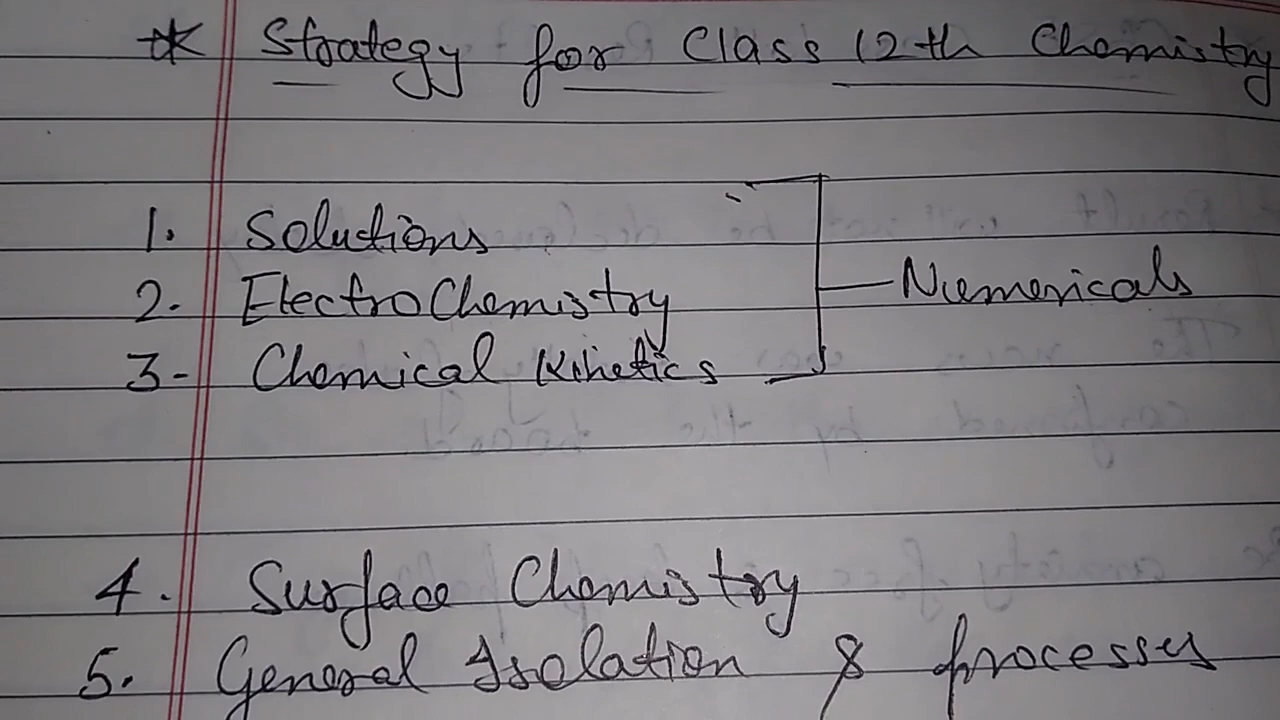 * Strategy for Class 12th Chemistry
1. Solutions
2. ElectroChemistry
3- Chemical Kinetics
Numericals
4. Surface Chemistry
5. General Isolation & processes